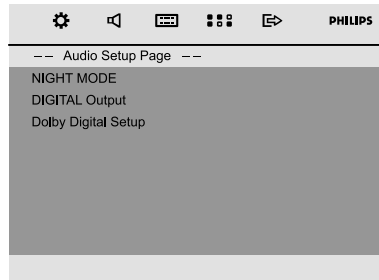 PHILIPS
-- Audio Setup Page --
NIGHT MODE
DIGITAL Output
Dolby Digital Setup